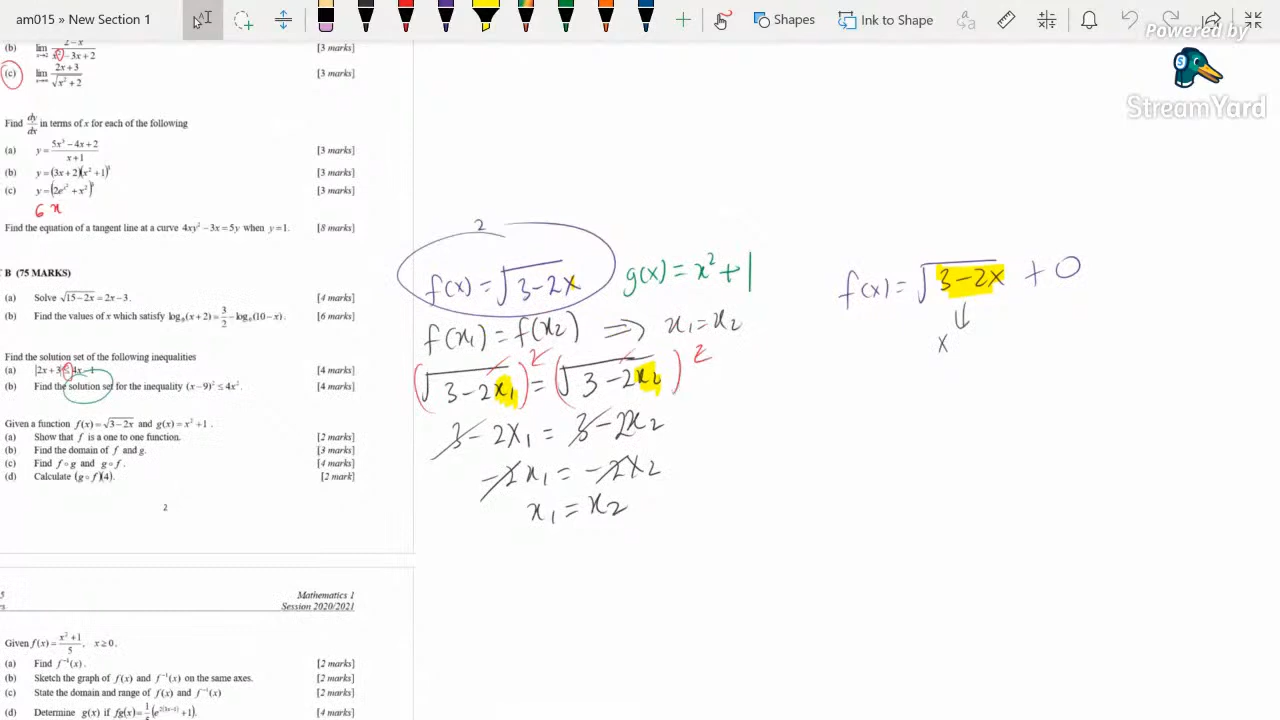 am015 » New Section 1
Shapes
Ink to Shape
Powered by
StreamYard
(b) lim 2−x / x²−3x+2 [3 marks]
(c) lim 2x+3 / √x²+2 [3 marks]
Find dy/dx in terms of x for each of the following
(a) y = 5x³−4x+2 / x+1 [3 marks]
(b) y=(3x+2)(x²+1)³ [3 marks]
(c) [3 marks]
6 x
Find the equation of a tangent line at a curve 4xy²−3x=5y when y=1. [8 marks]
B (75 MARKS)
(a) Solve √15−2x = 2x−3. [4 marks]
(b) Find the values of x which satisfy [6 marks]
Find the solution set of the following inequalities
(a) [4 marks]
(b) Find the solution set for the inequality (x−9)² ≤ 4x². [4 marks]
Given a function f(x)=√3−2x and g(x)=x²+1.
(a) Show that f is a one to one function. [2 marks]
(b) Find the domain of f and g. [3 marks]
(c) Find f∘g and g∘f. [4 marks]
(d) Calculate (g∘f)(4). [2 mark]
2
5 Mathematics 1
Session 2020/2021
Given f(x)= x²+1 / 5, x≥0.
(a) Find f⁻¹(x). [2 marks]
(b) Sketch the graph of f(x) and f⁻¹(x) on the same axes. [2 marks]
(c) State the domain and range of f(x) and f⁻¹(x) [2 marks]
(d) Determine g(x) if fg(x)= [4 marks]
2
f(x) = √3−2x g(x) = x²+1
f(x₁) = f(x₂) ⇒ x₁=x₂
(√3−2x₁)² = (√3−2x₂)²
3−2x₁ = 3−2x₂
−2x₁ = −2x₂
x₁ = x₂
f(x) = √3−2x + 0
↓
x